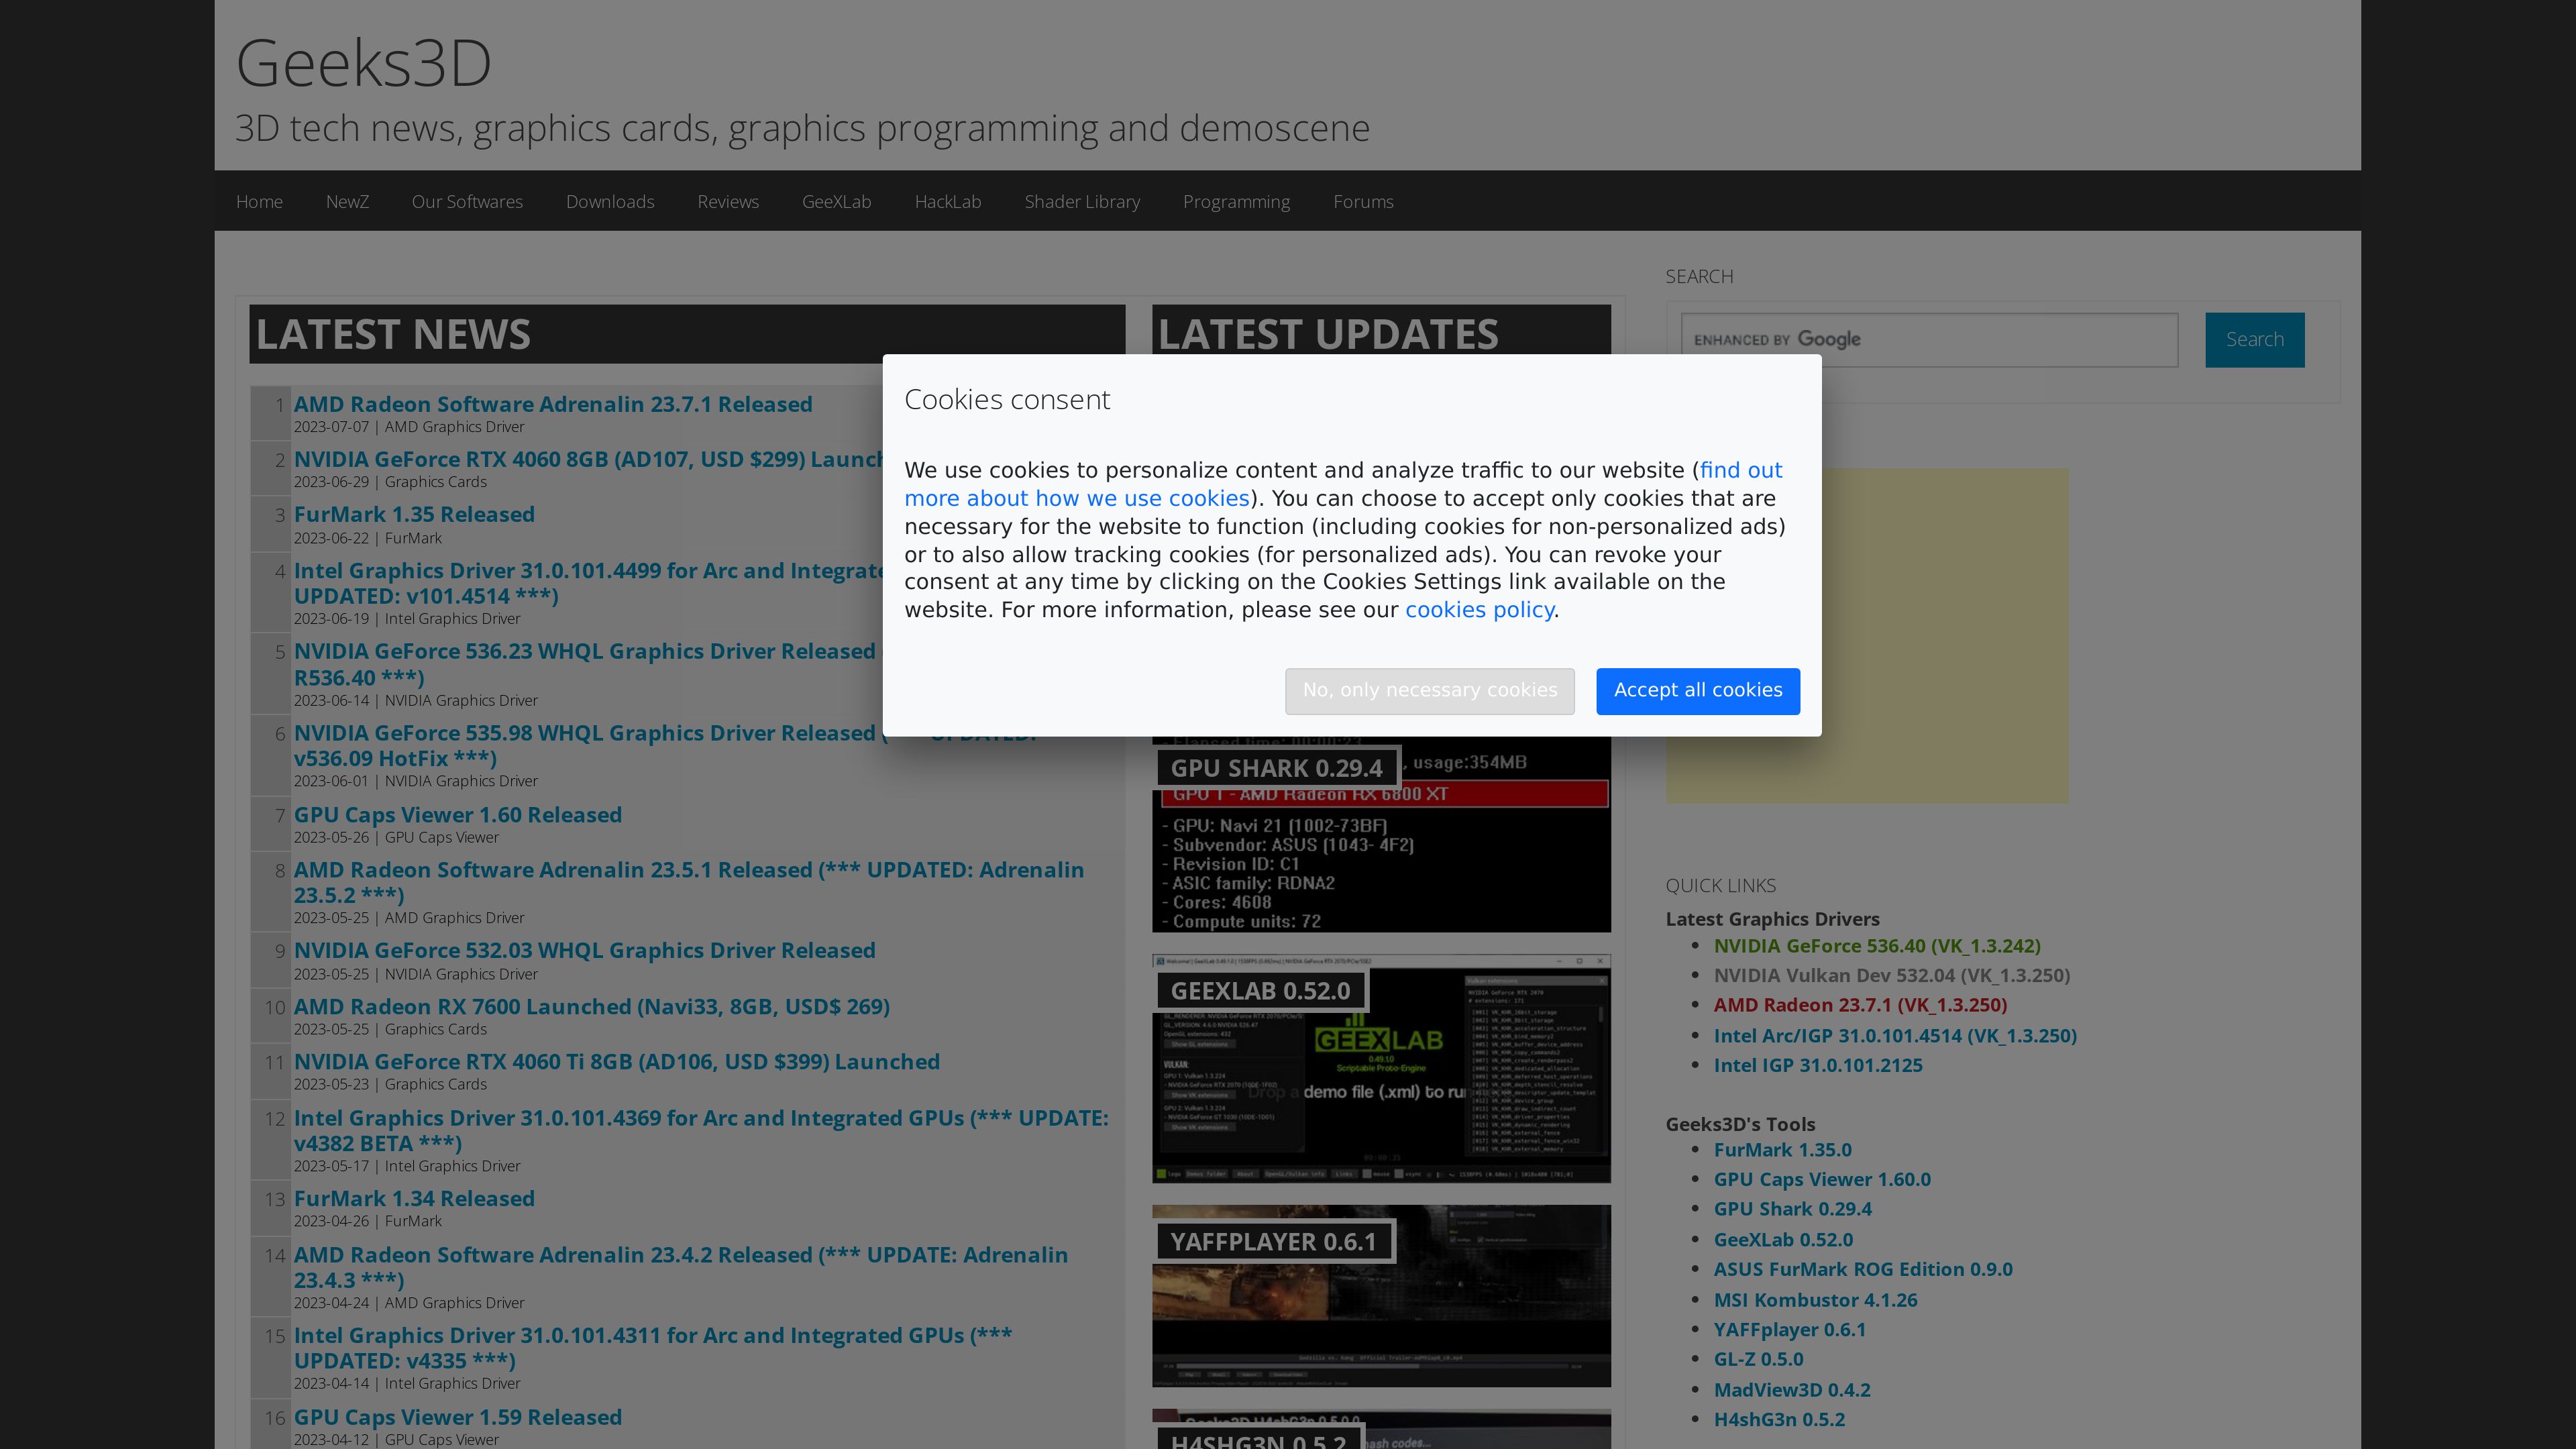 Geeks3D
3D tech news, graphics cards, graphics programming and demoscene
Home NewZ Our Softwares Downloads Reviews GeeXLab HackLab Shader Library Programming Forums
LATEST NEWS
1 AMD Radeon Software Adrenalin 23.7.1 Released
2023-07-07 | AMD Graphics Driver
2 NVIDIA GeForce RTX 4060 8GB (AD107, USD $299)
2023-06-29 | Graphics Cards
3 FurMark 1.35 Released
2023-06-22 | FurMark
4 Intel Graphics Driver 31.0.101.4499 for Arc and
UPDATED: v101.4514 ***)
2023-06-19 | Intel Graphics Driver
5 NVIDIA GeForce 536.23 WHQL Graphics Driver Released
R536.40 ***)
2023-06-14 | NVIDIA Graphics Driver
6 NVIDIA GeForce 535.98 WHQL Graphics Driver Released
v536.09 HotFix ***)
2023-06-01 | NVIDIA Graphics Driver
7 GPU Caps Viewer 1.60 Released
2023-05-26 | GPU Caps Viewer
8 AMD Radeon Software Adrenalin 23.5.1 Released (*** UPDATED: Adrenalin
23.5.2 ***)
2023-05-25 | AMD Graphics Driver
9 NVIDIA GeForce 532.03 WHQL Graphics Driver Released
2023-05-25 | NVIDIA Graphics Driver
10 AMD Radeon RX 7600 Launched (Navi33, 8GB, USD$ 269)
2023-05-25 | Graphics Cards
11 NVIDIA GeForce RTX 4060 Ti 8GB (AD106, USD $399) Launched
2023-05-23 | Graphics Cards
12 Intel Graphics Driver 31.0.101.4369 for Arc and Integrated GPUs (*** UPDATE:
v4382 BETA ***)
2023-05-17 | Intel Graphics Driver
13 FurMark 1.34 Released
2023-04-26 | FurMark
14 AMD Radeon Software Adrenalin 23.4.2 Released (*** UPDATE: Adrenalin
23.4.3 ***)
2023-04-24 | AMD Graphics Driver
15 Intel Graphics Driver 31.0.101.4311 for Arc and Integrated GPUs (***
UPDATED: v4335 ***)
2023-04-14 | Intel Graphics Driver
16 GPU Caps Viewer 1.59 Released
2023-04-12 | GPU Caps Viewer
LATEST UPDATES
Cookies consent
We use cookies to personalize content and analyze traffic to our website (find out
more about how we use cookies). You can choose to accept only cookies that are
necessary for the website to function (including cookies for non-personalized ads)
or to also allow tracking cookies (for personalized ads). You can revoke your
consent at any time by clicking on the Cookies Settings link available on the
website. For more information, please see our cookies policy.
No, only necessary cookies Accept all cookies
GPU SHARK 0.29.4
, usage:354MB
GPU 1 - AMD Radeon RX 6800 XT
- GPU: Navi 21 (1002-73BF)
- Subvendor: ASUS (1043- 4F2)
- Revision ID: C1
- ASIC family: RDNA2
- Cores: 4608
- Compute units: 72
GEEXLAB 0.52.0
GEEXLAB
0.49.1.0
Scriptable Proto-Engine
Drop a demo file (.xml) to run
YAFFPLAYER 0.6.1
H4SHG3N 0.5.2
SEARCH
ENHANCED BY Google
Search
QUICK LINKS
Latest Graphics Drivers
• NVIDIA GeForce 536.40 (VK_1.3.242)
• NVIDIA Vulkan Dev 532.04 (VK_1.3.250)
• AMD Radeon 23.7.1 (VK_1.3.250)
• Intel Arc/IGP 31.0.101.4514 (VK_1.3.250)
• Intel IGP 31.0.101.2125
Geeks3D's Tools
• FurMark 1.35.0
• GPU Caps Viewer 1.60.0
• GPU Shark 0.29.4
• GeeXLab 0.52.0
• ASUS FurMark ROG Edition 0.9.0
• MSI Kombustor 4.1.26
• YAFFplayer 0.6.1
• GL-Z 0.5.0
• MadView3D 0.4.2
• H4shG3n 0.5.2